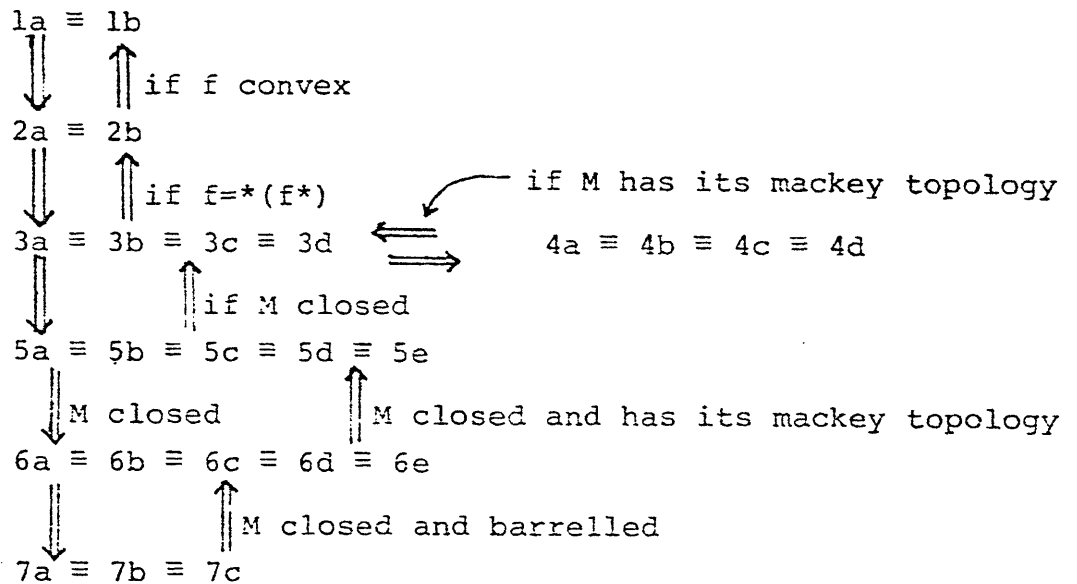 1a ≡ 1b
if f convex
2a ≡ 2b
if f=*(f*)
if M has its mackey topology
3a ≡ 3b ≡ 3c ≡ 3d
4a ≡ 4b ≡ 4c ≡ 4d
if M closed
5a ≡ 5b ≡ 5c ≡ 5d ≡ 5e
M closed
M closed and has its mackey topology
6a ≡ 6b ≡ 6c ≡ 6d ≡ 6e
M closed and barrelled
7a ≡ 7b ≡ 7c